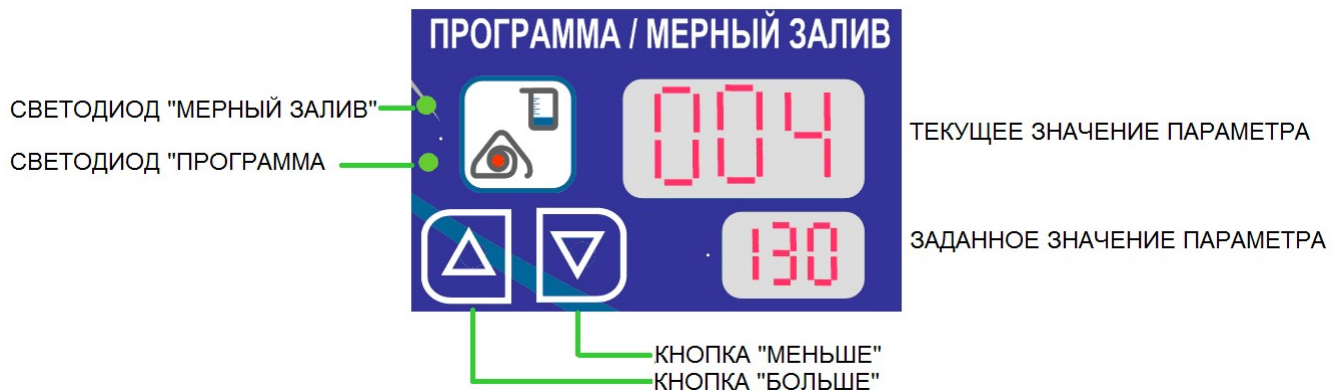 ПРОГРАММА / МЕРНЫЙ ЗАЛИВ
СВЕТОДИОД "МЕРНЫЙ ЗАЛИВ"
004
ТЕКУЩЕЕ ЗНАЧЕНИЕ ПАРАМЕТРА
СВЕТОДИОД "ПРОГРАММА
130
ЗАДАННОЕ ЗНАЧЕНИЕ ПАРАМЕТРА
КНОПКА "МЕНЬШЕ"
КНОПКА "БОЛЬШЕ"